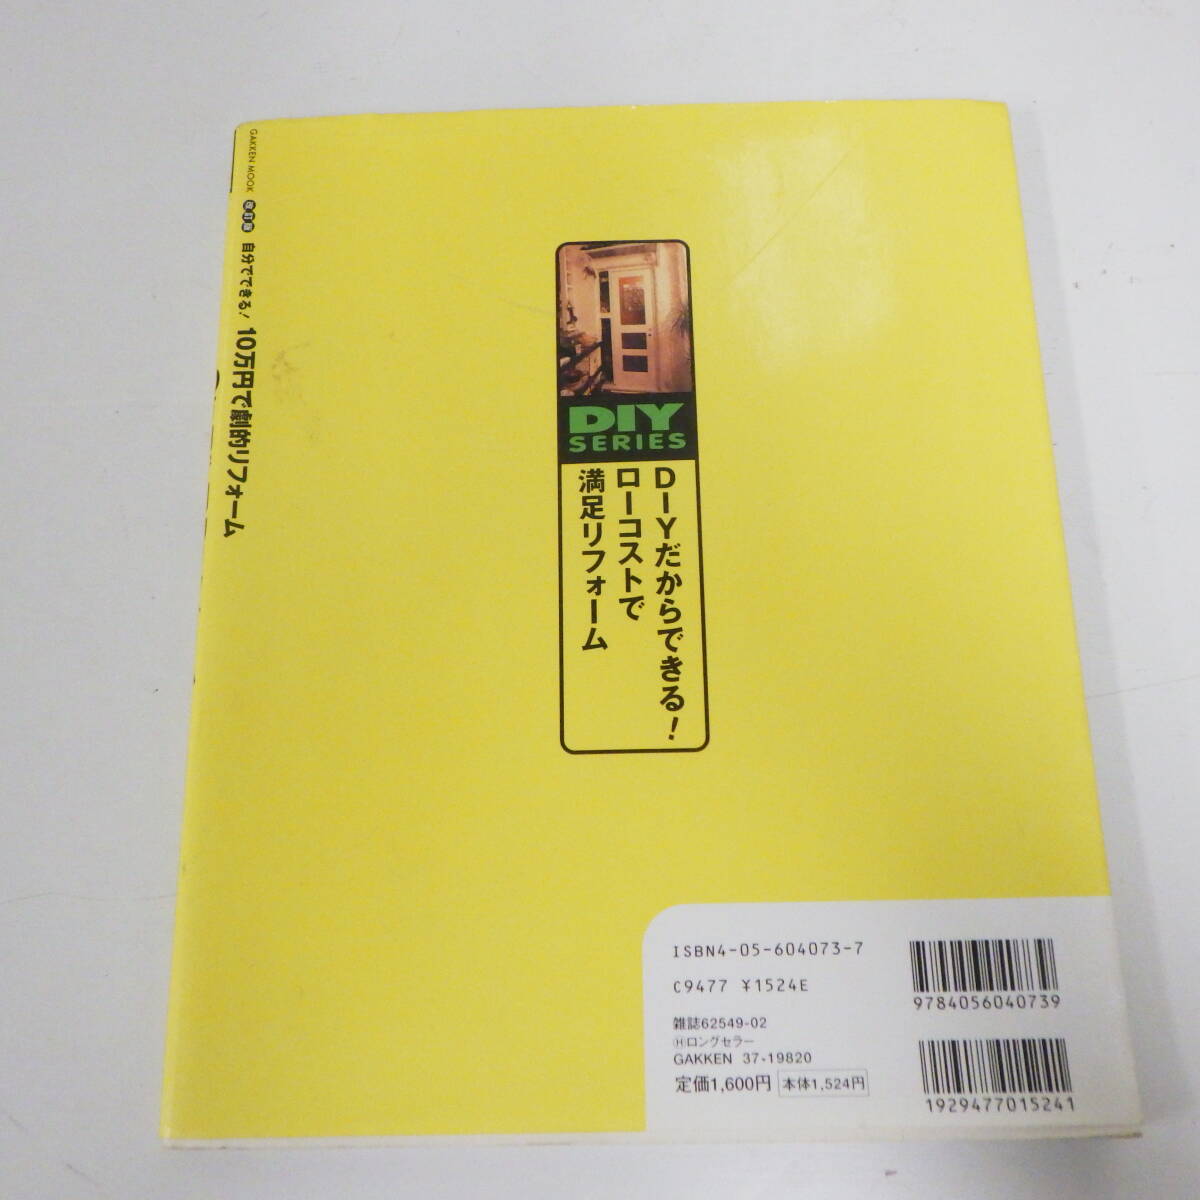 GAKKEN MOOK 改訂版 自分でできる! 10万円で劇的リフォーム
DIY
SERIES
DIYだからできる!
ローコストで
満足リフォーム
ISBN4-05-604073-7
C9477 ¥1524E
雑誌62549-02
Ⓗロングセラー
GAKKEN 37-19820
定価1,600円 本体1,524円
9784056040739
1929477015241